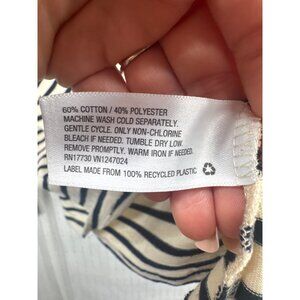 60% COTTON / 40% POLYESTER
MACHINE WASH COLD SEPARATELY.
GENTLE CYCLE. ONLY NON-CHLORINE
BLEACH IF NEEDED. TUMBLE DRY LOW.
REMOVE PROMPTLY. WARM IRON IF NEEDED.
RN17730 VN1247024
LABEL MADE FROM 100% RECYCLED PLASTIC